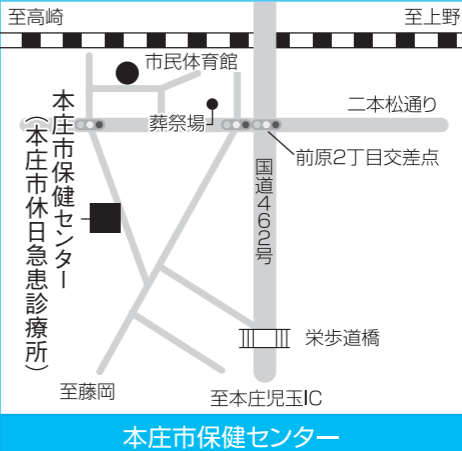 至高崎
至上野
市民体育館
二本松通り
葬祭場
前原2丁目交差点
本庄市保健センター
(本庄市休日急患診療所)
国道462号
栄歩道橋
至藤岡
至本庄児玉IC
本庄市保健センター